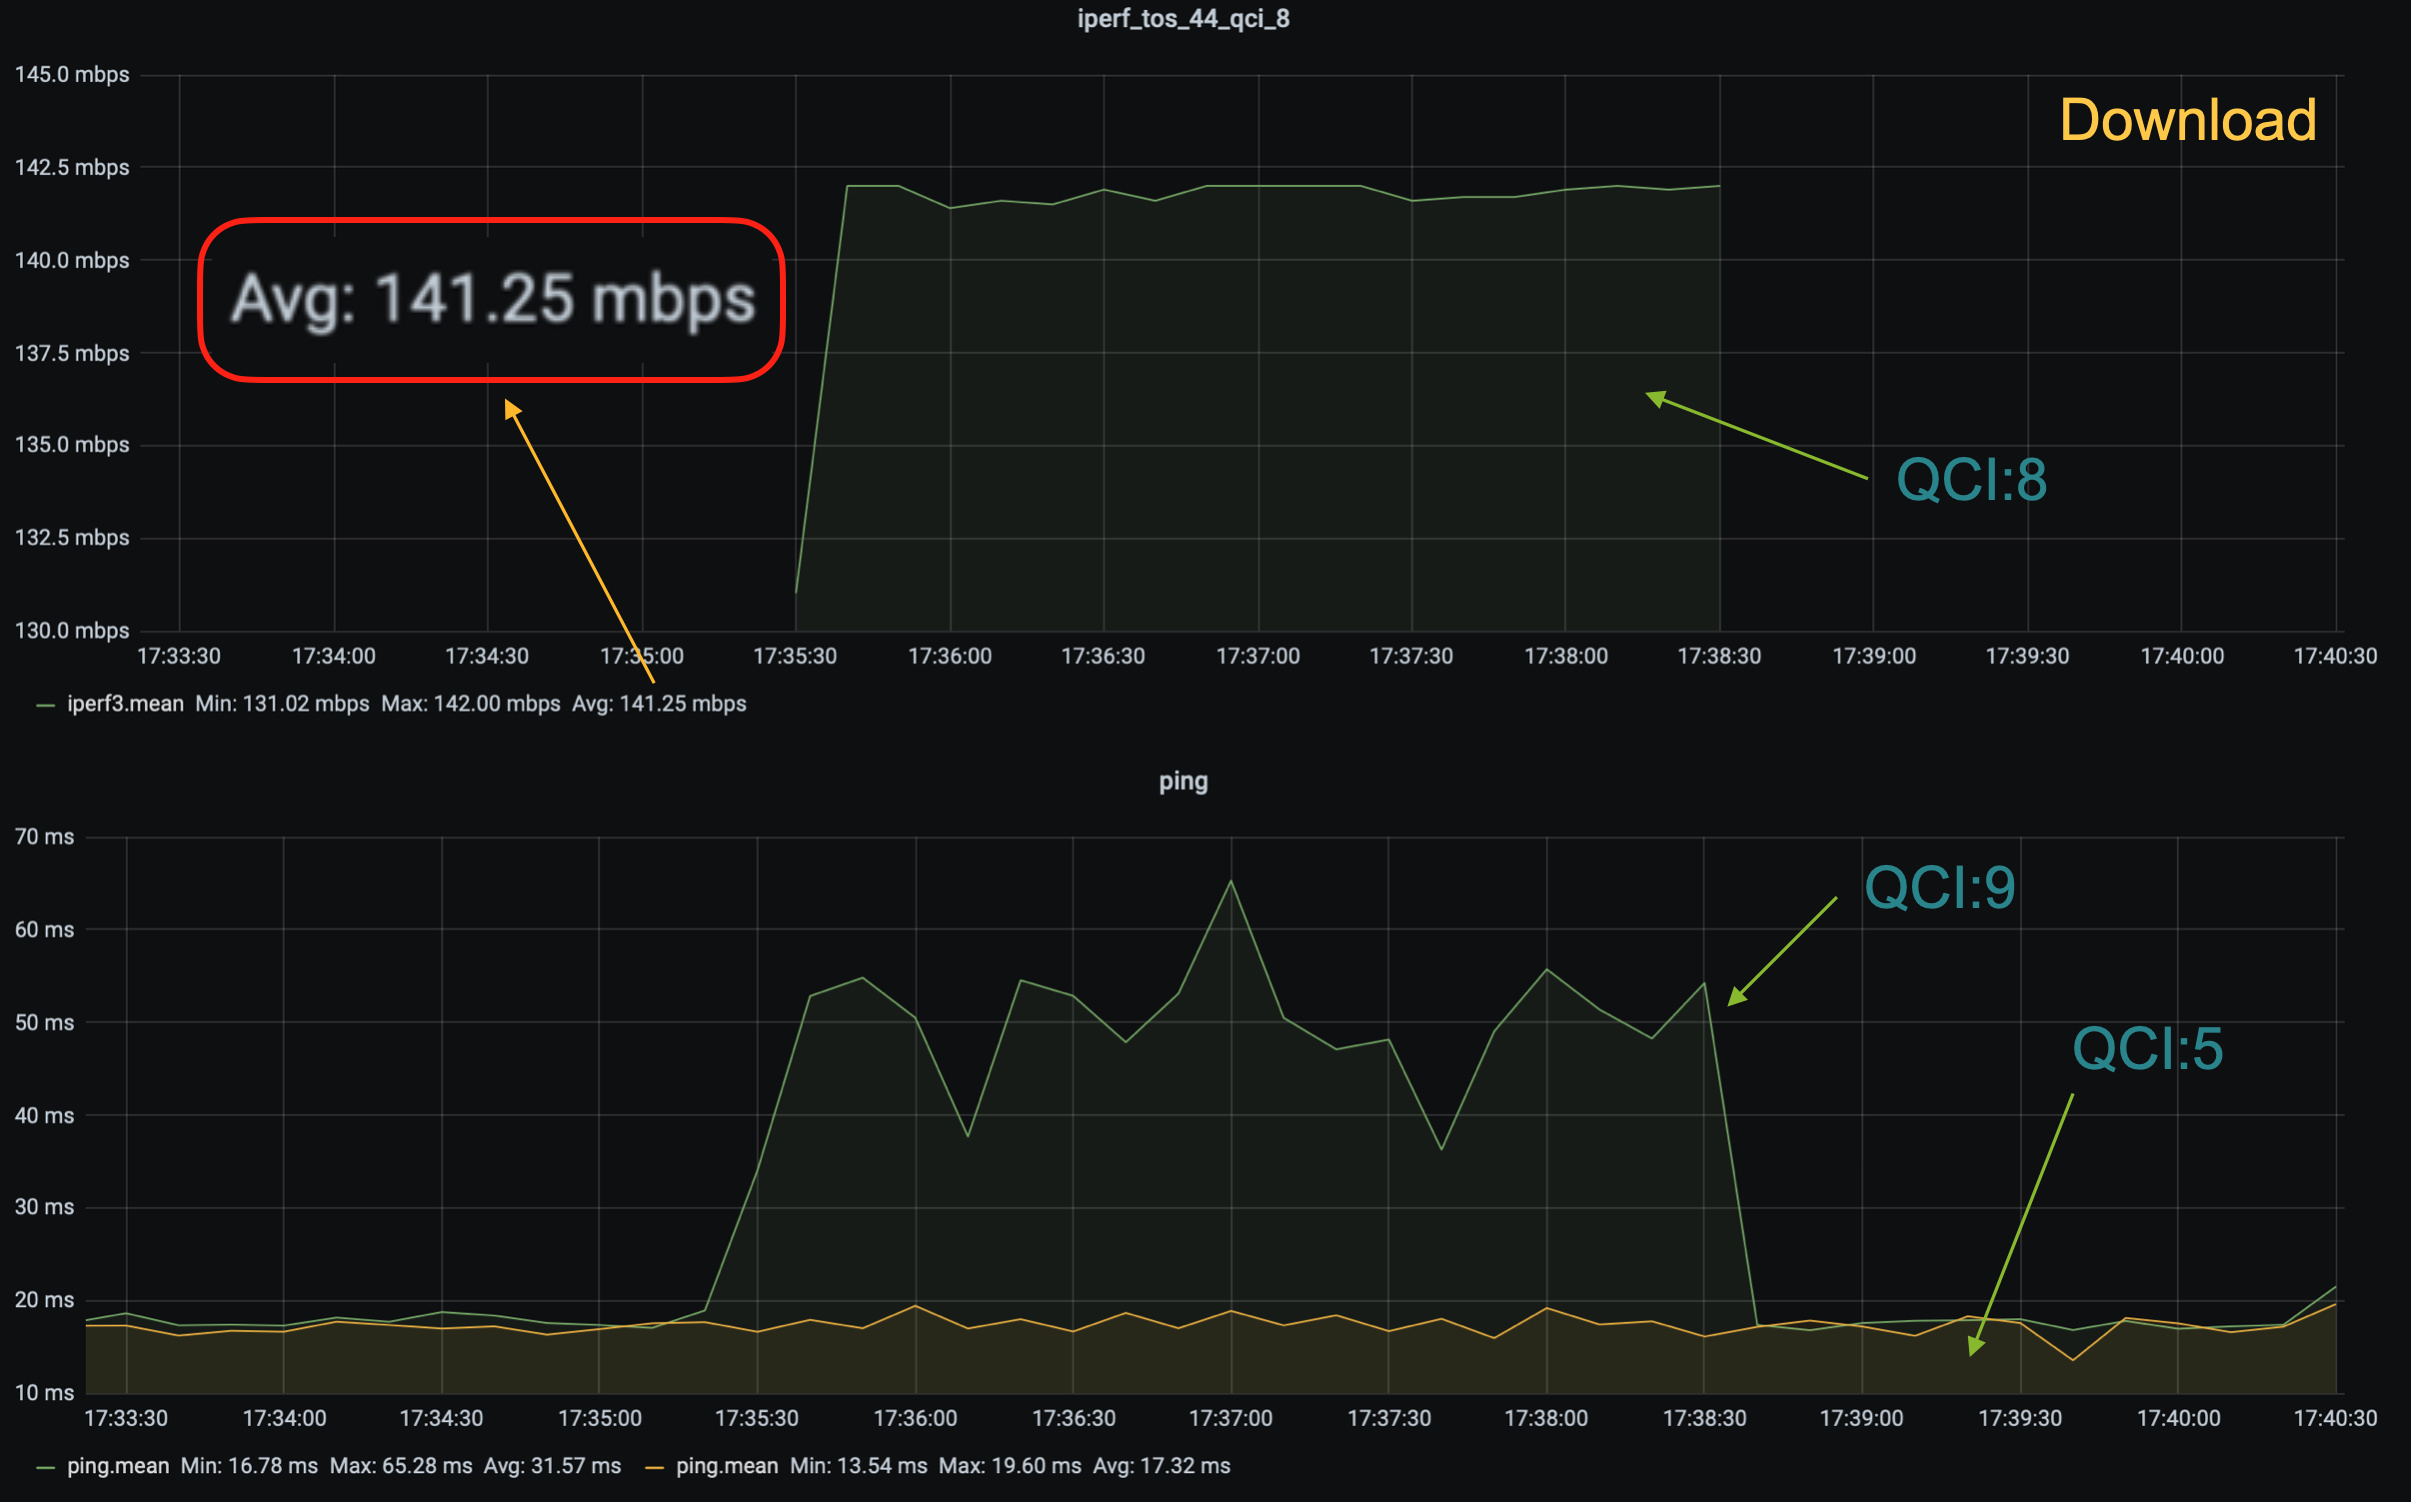 iperf_tos_44_qci_8
145.0 mbps
Download
142.5 mbps
140.0 mbps
Avg: 141.25 mbps
137.5 mbps
135.0 mbps
QCI:8
132.5 mbps
130.0 mbps
17:33:30 17:34:00 17:34:30 17:35:00 17:35:30 17:36:00 17:36:30 17:37:00 17:37:30 17:38:00 17:38:30 17:39:00 17:39:30 17:40:00 17:40:30
iperf3.mean Min: 131.02 mbps Max: 142.00 mbps Avg: 141.25 mbps
ping
70 ms
QCI:9
60 ms
50 ms
QCI:5
40 ms
30 ms
20 ms
10 ms
17:33:30 17:34:00 17:34:30 17:35:00 17:35:30 17:36:00 17:36:30 17:37:00 17:37:30 17:38:00 17:38:30 17:39:00 17:39:30 17:40:00 17:40:30
ping.mean Min: 16.78 ms Max: 65.28 ms Avg: 31.57 ms ping.mean Min: 13.54 ms Max: 19.60 ms Avg: 17.32 ms